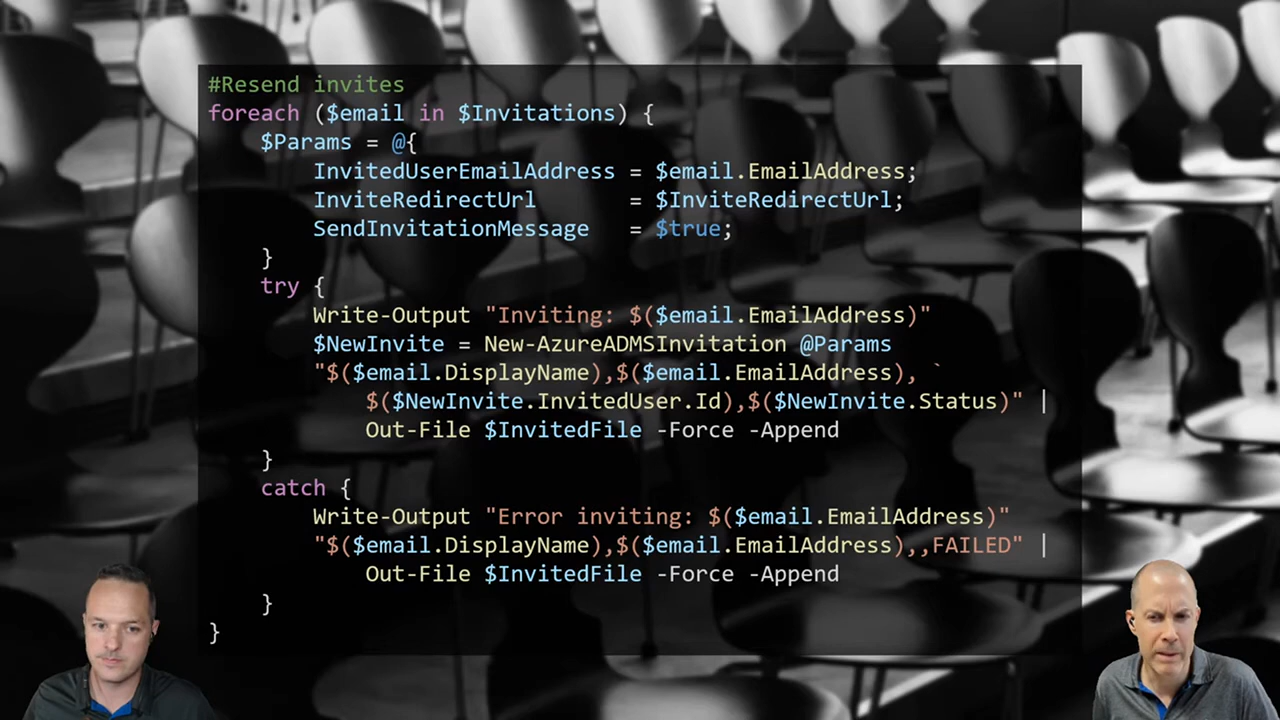 #Resend invites
foreach ($email in $Invitations) {
    $Params = @{
        InvitedUserEmailAddress = $email.EmailAddress;
        InviteRedirectUrl       = $InviteRedirectUrl;
        SendInvitationMessage   = $true;
    }
    try {
        Write-Output "Inviting: $($email.EmailAddress)"
        $NewInvite = New-AzureADMSInvitation @Params
        "$($email.DisplayName),$($email.EmailAddress), `
            $($NewInvite.InvitedUser.Id),$($NewInvite.Status)" |
            Out-File $InvitedFile -Force -Append
    }
    catch {
        Write-Output "Error inviting: $($email.EmailAddress)"
        "$($email.DisplayName),$($email.EmailAddress),,FAILED" |
            Out-File $InvitedFile -Force -Append
    }
}